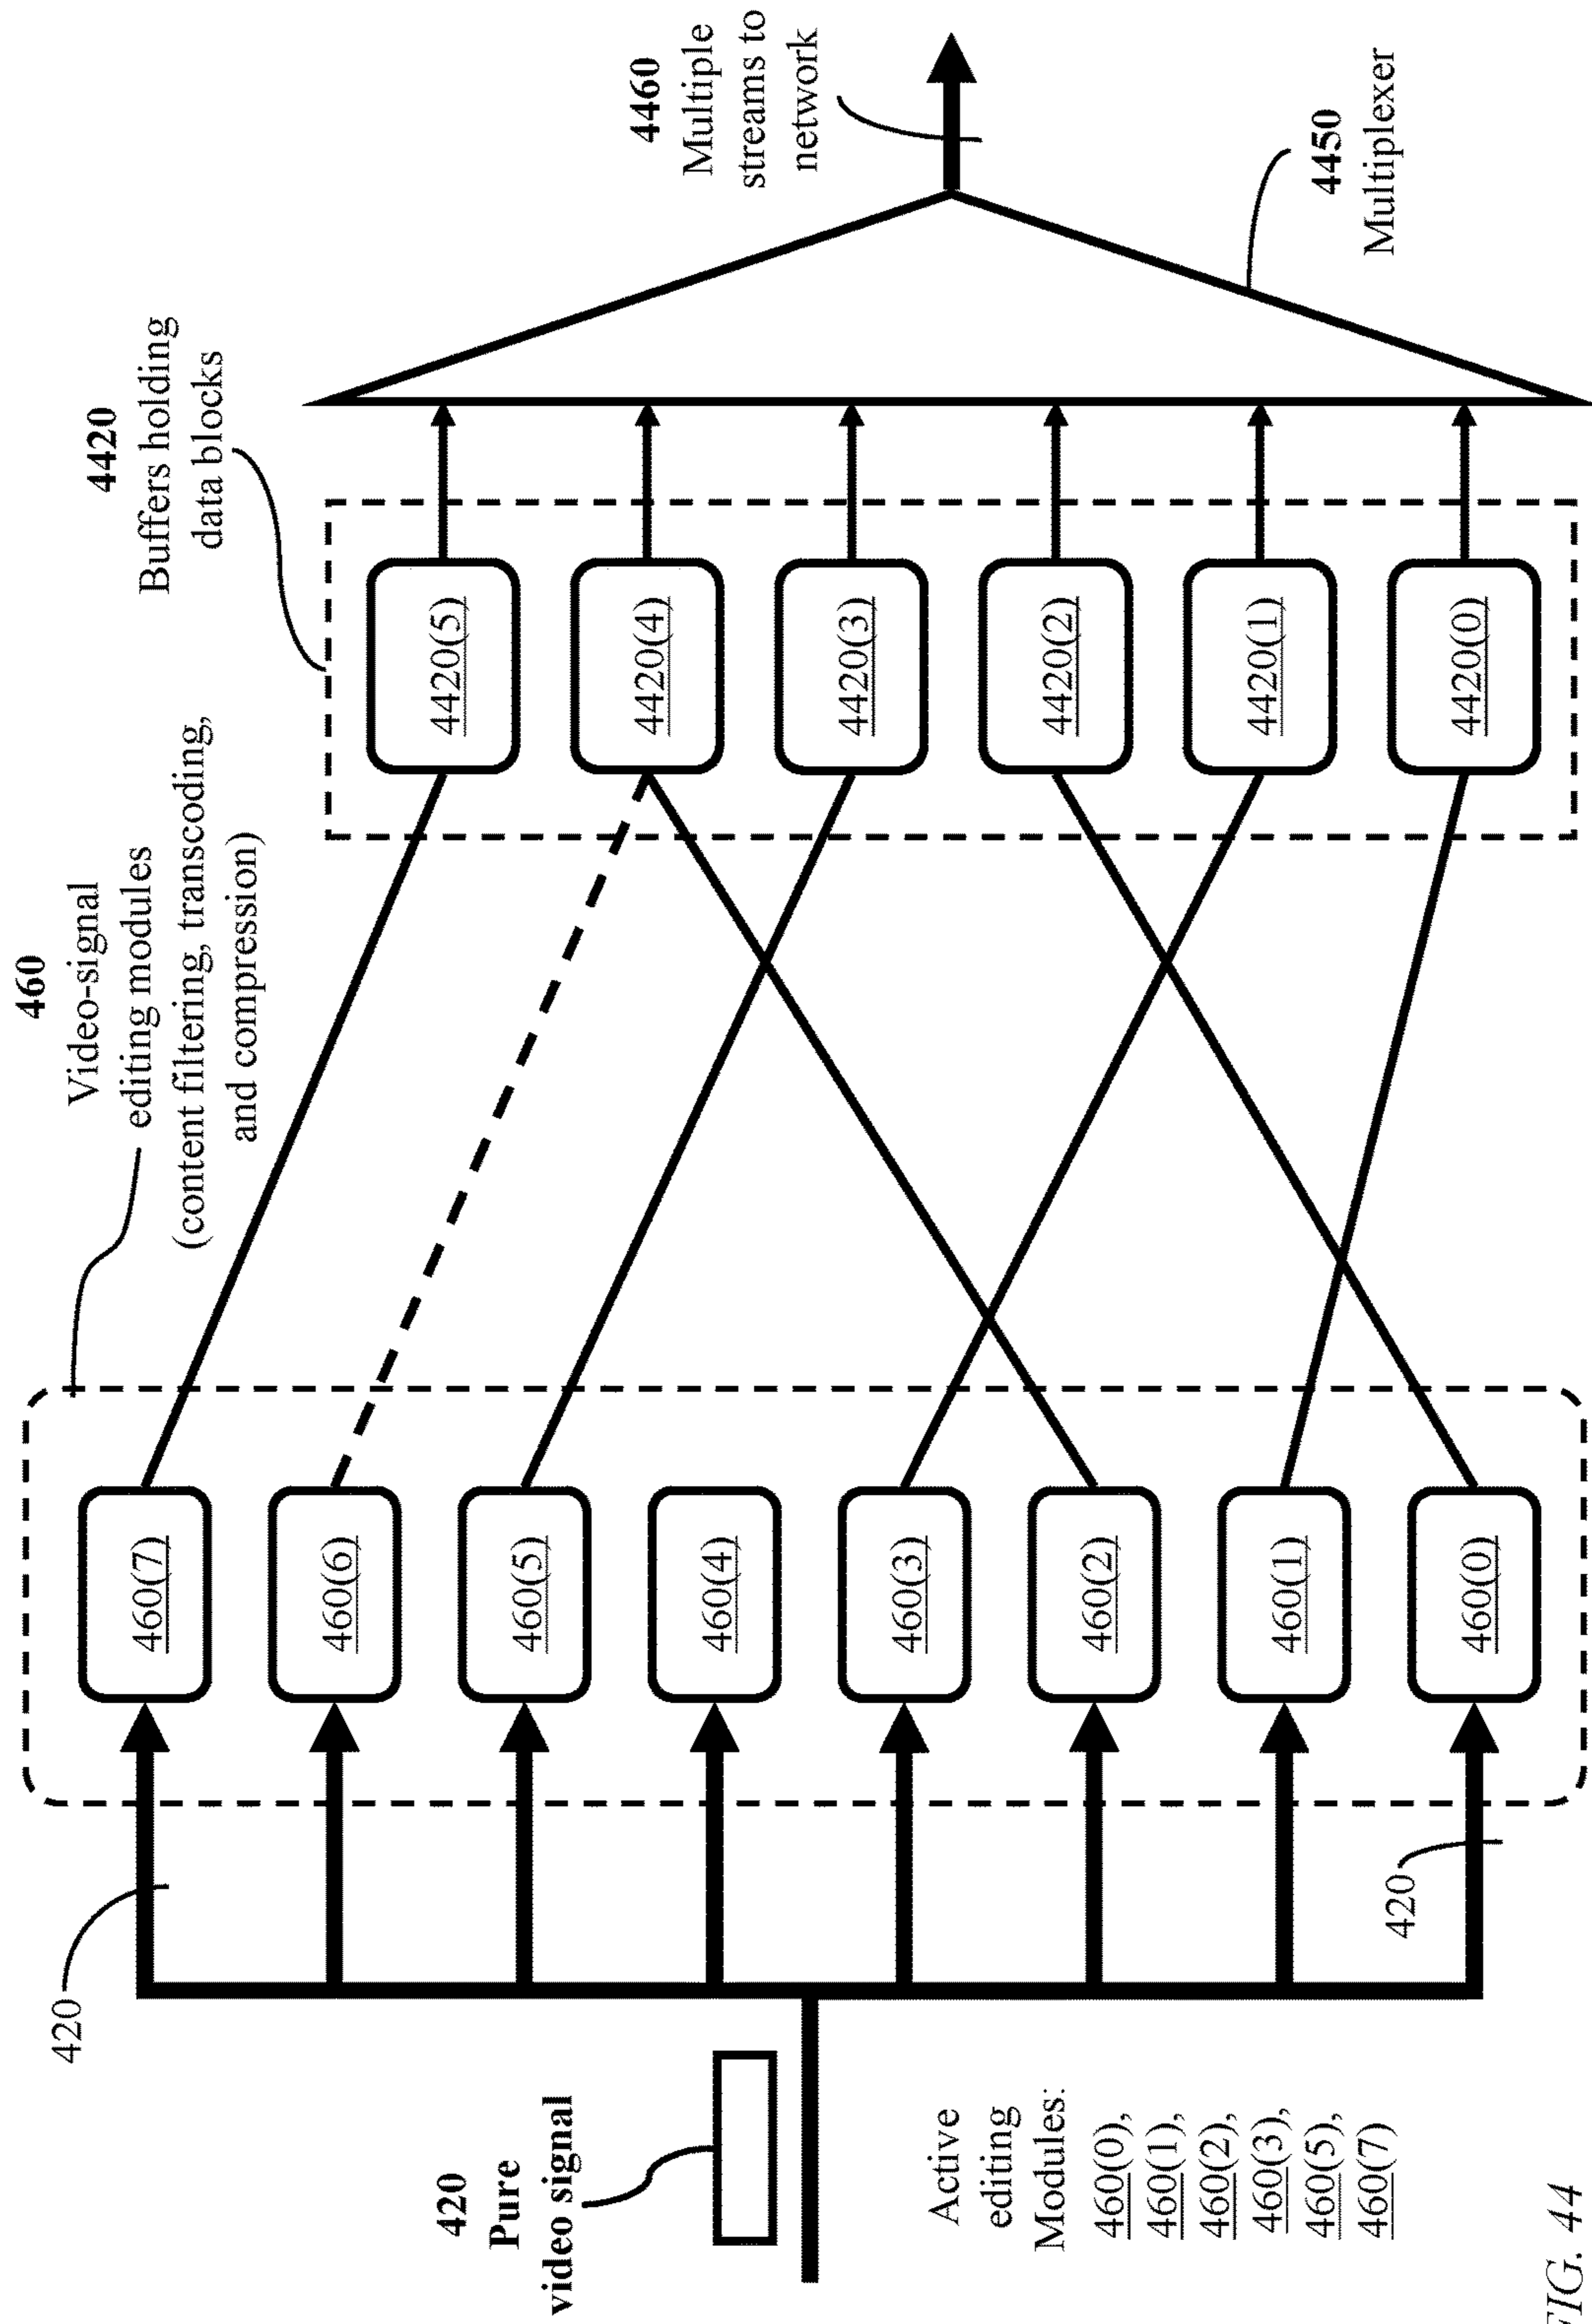 460
Video-signal
editing modules
(content filtering, transcoding,
and compression)
4420
Buffers holding
data blocks
4460
Multiple
streams to
network
420
460(7)
460(6)
460(5)
460(4)
460(3)
460(2)
460(1)
460(0)
4420(5)
4420(4)
4420(3)
4420(2)
4420(1)
4420(0)
4450
Multiplexer
420
Pure
video signal
420
Active
editing
Modules:
460(0),
460(1),
460(2),
460(3),
460(5),
460(7)
FIG. 44